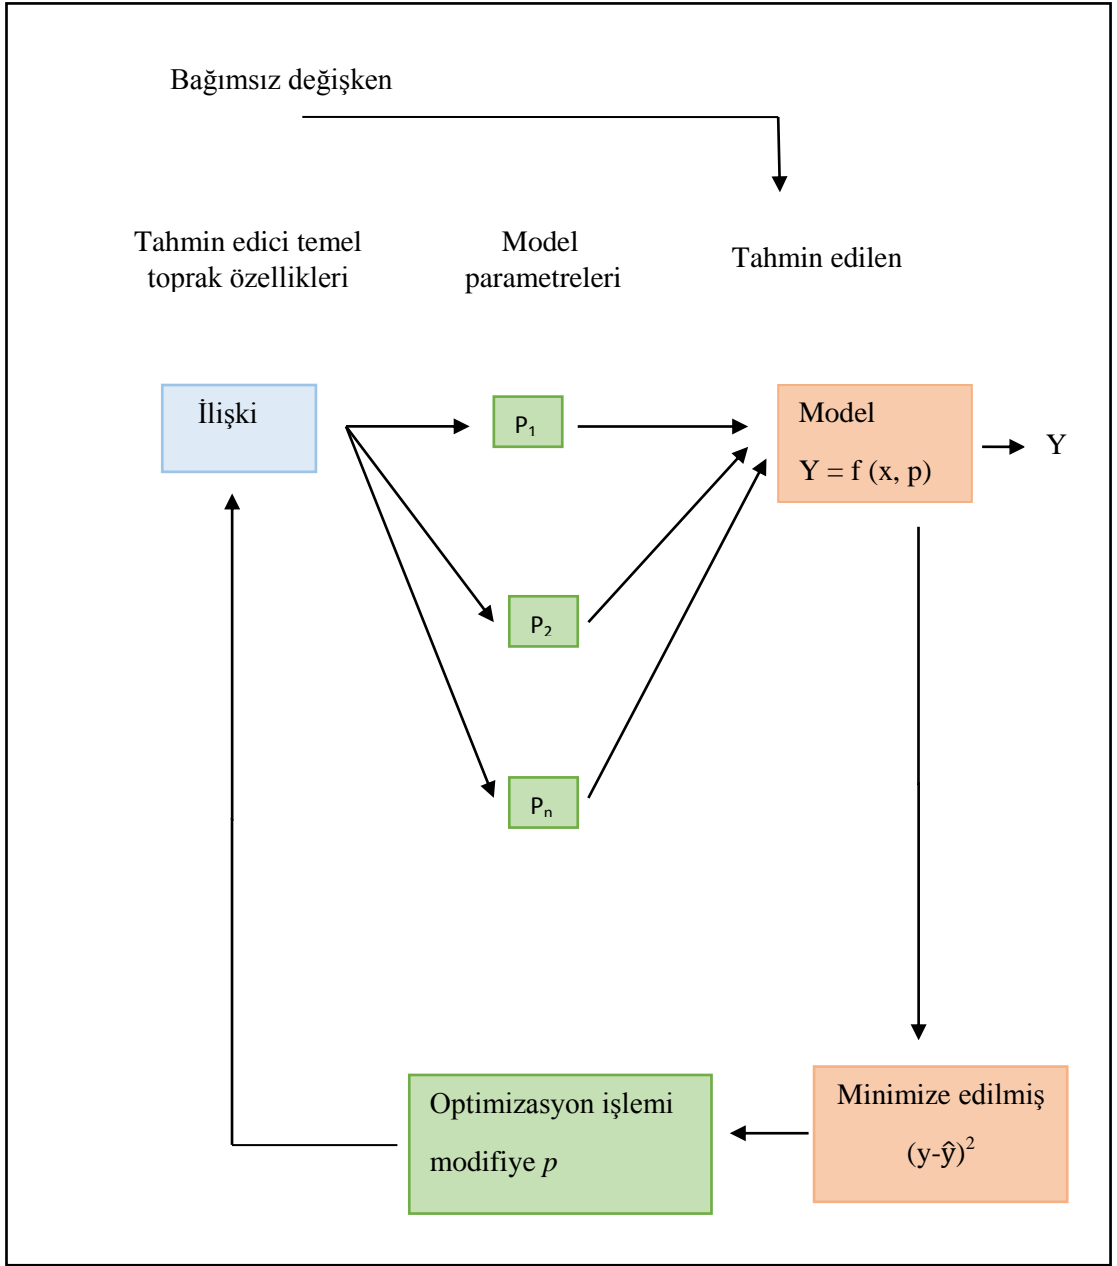 Bağımsız değişken
Tahmin edici temel
toprak özellikleri
Model
parametreleri
Tahmin edilen
İlişki
P₁
Model
Y = f (x, p)
Y
P₂
Pₙ
Optimizasyon işlemi
modifiye p
Minimize edilmiş
(y-ŷ)²